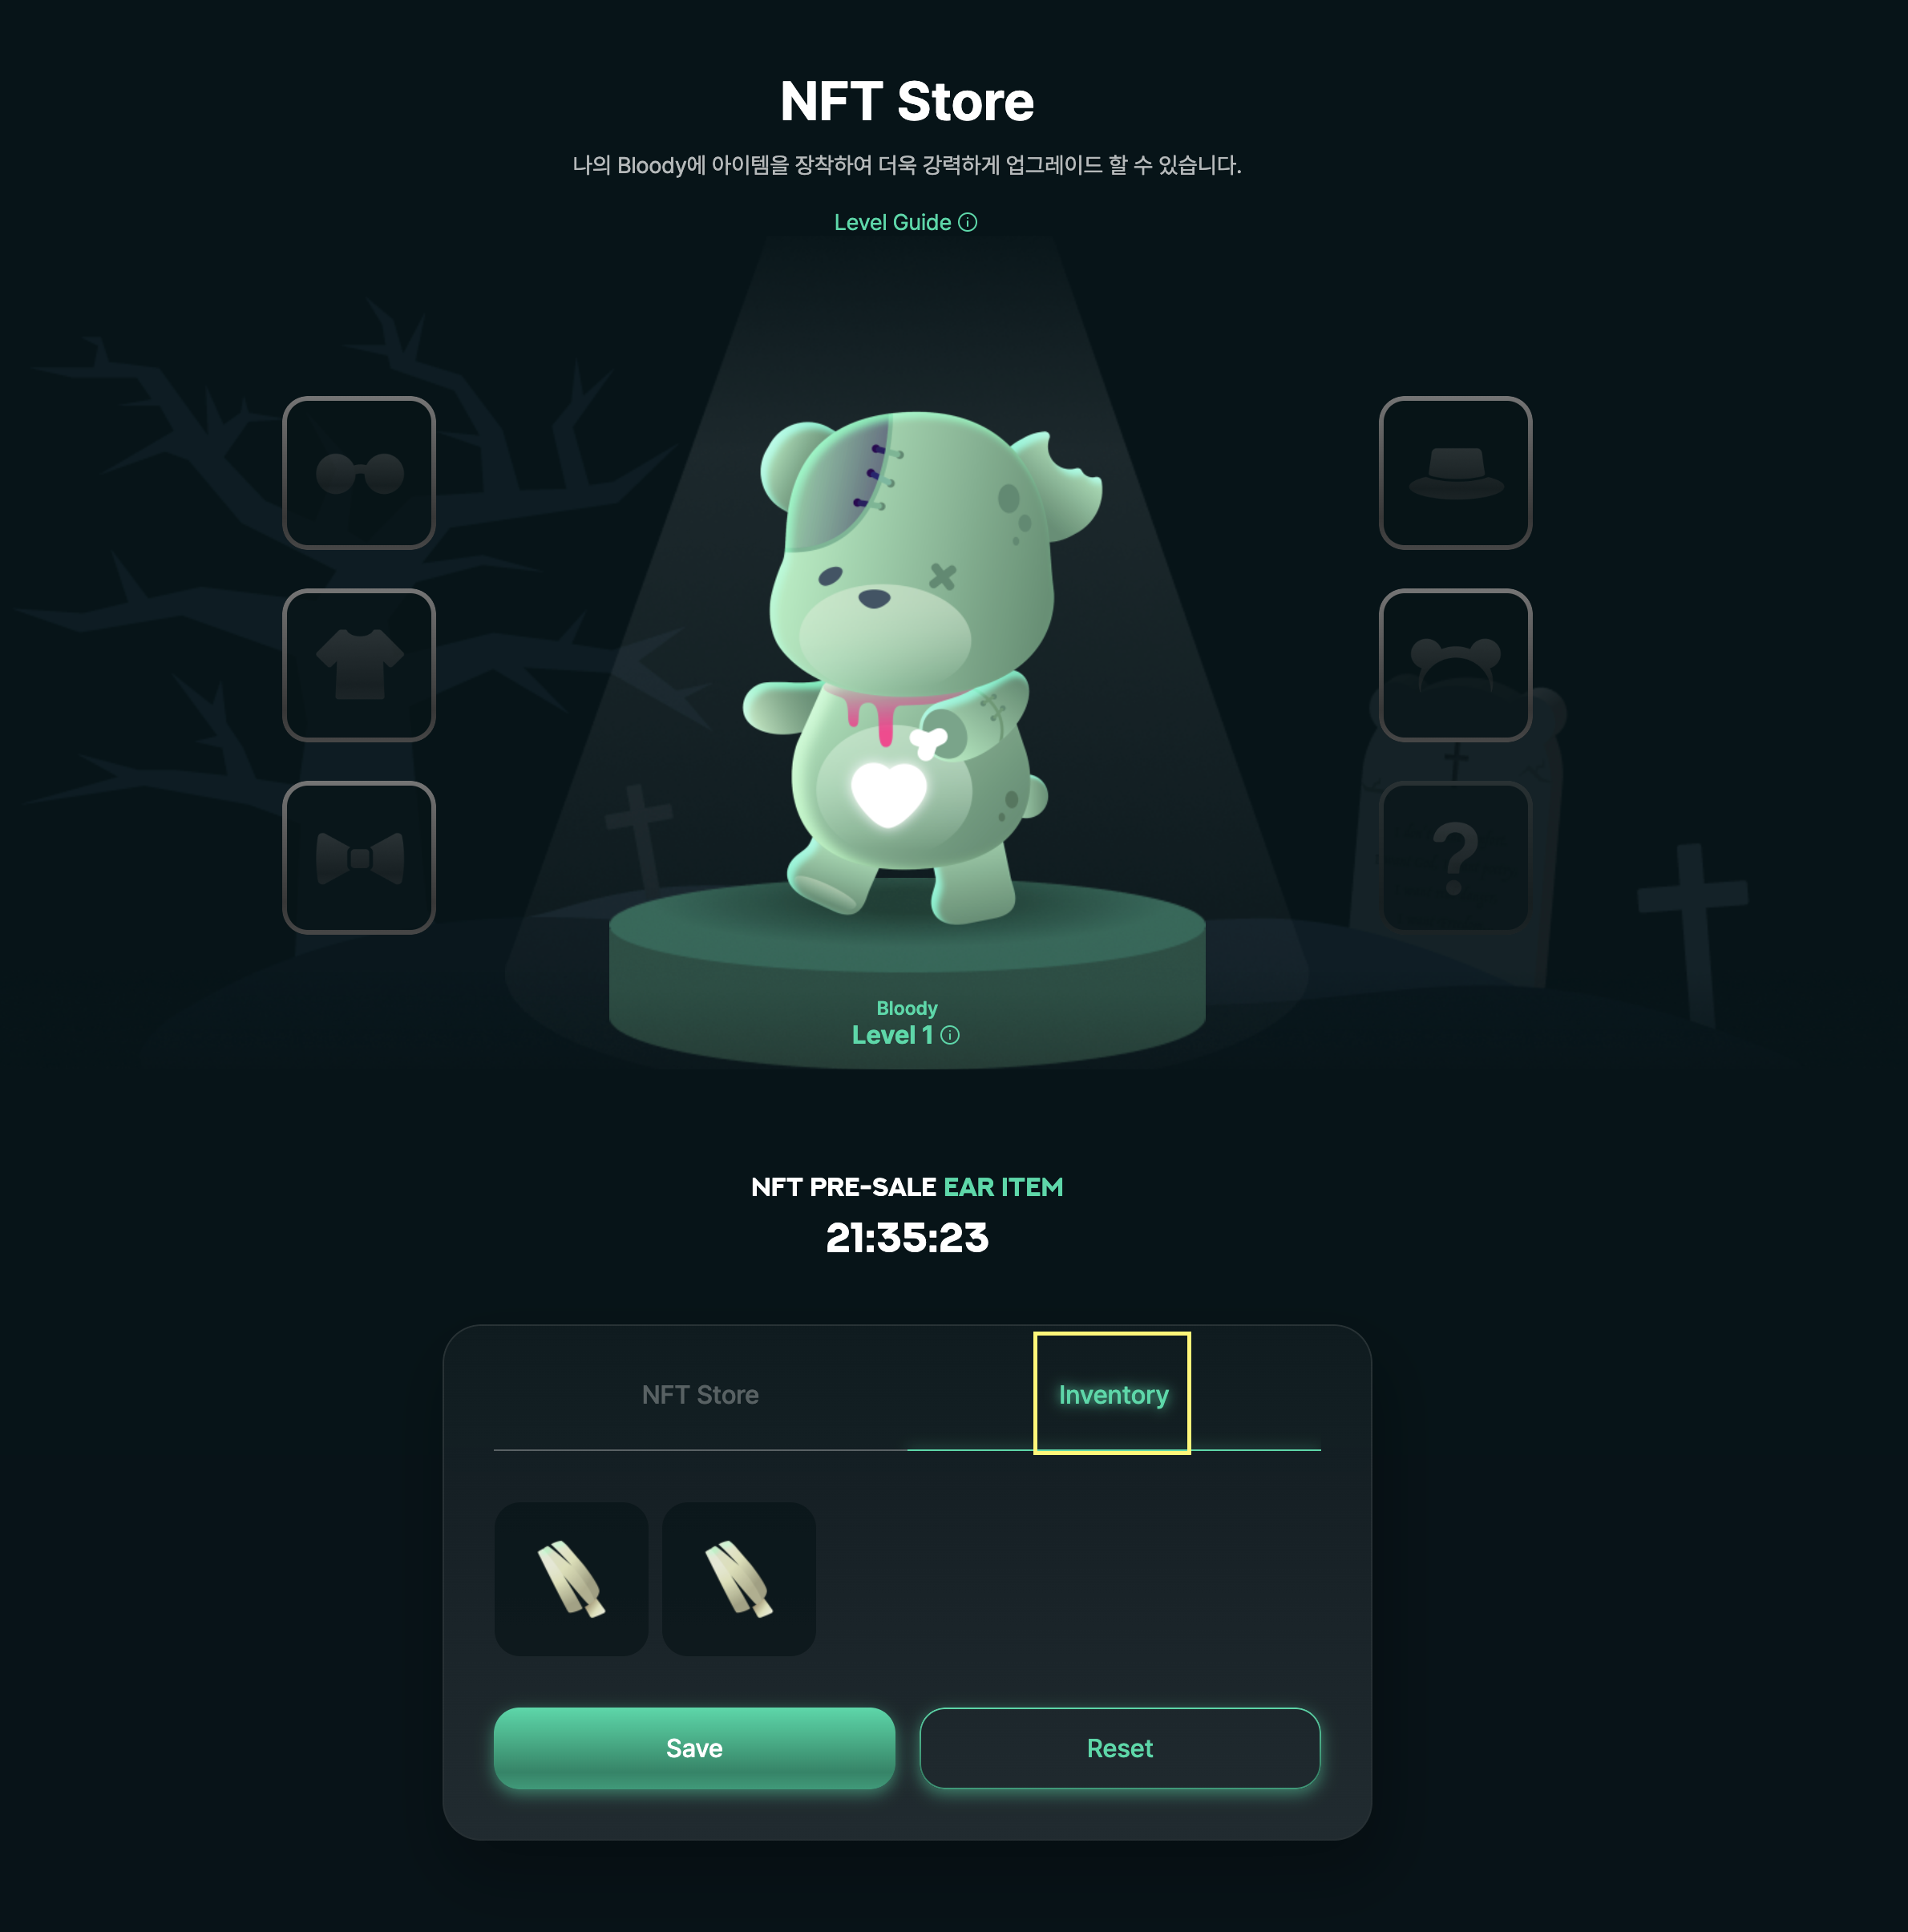 NFT Store
나의 Bloody에 아이템을 장착하여 더욱 강력하게 업그레이드 할 수 있습니다.
Level Guide
?
Bloody
Level 1
NFT PRE-SALE EAR ITEM
21:35:23
NFT Store
Inventory
Save
Reset